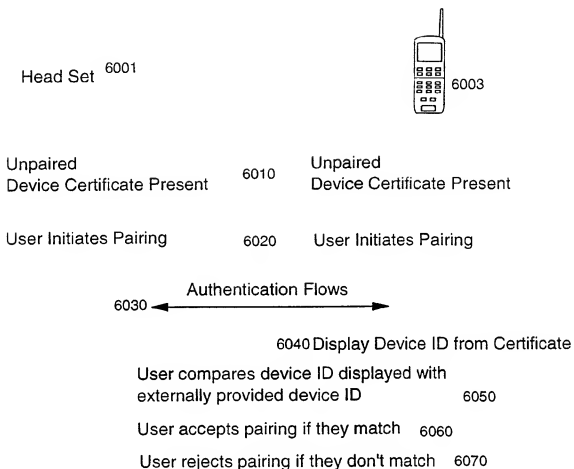 Head Set 6001
6003
Unpaired Device Certificate Present 6010 Unpaired Device Certificate Present
User Initiates Pairing 6020 User Initiates Pairing
Authentication Flows
6030
6040 Display Device ID from Certificate
User compares device ID displayed with
externally provided device ID 6050
User accepts pairing if they match 6060
User rejects pairing if they don't match 6070